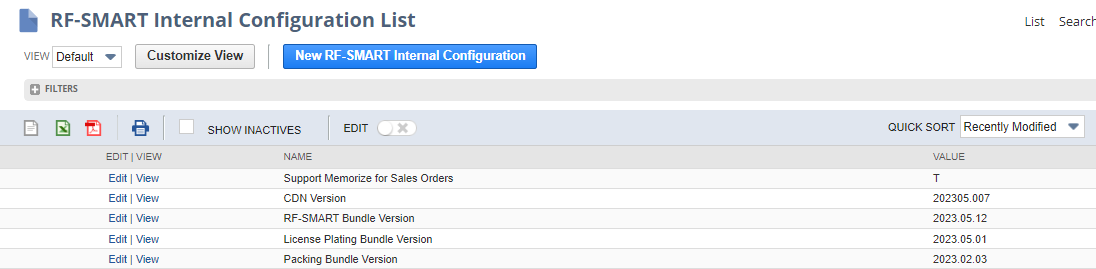 RF-SMART Internal Configuration List
List Search
VIEW Default Customize View New RF-SMART Internal Configuration
FILTERS
SHOW INACTIVES EDIT QUICK SORT Recently Modified
EDIT | VIEW NAME VALUE
Edit | View Support Memorize for Sales Orders T
Edit | View CDN Version 202305.007
Edit | View RF-SMART Bundle Version 2023.05.12
Edit | View License Plating Bundle Version 2023.05.01
Edit | View Packing Bundle Version 2023.02.03